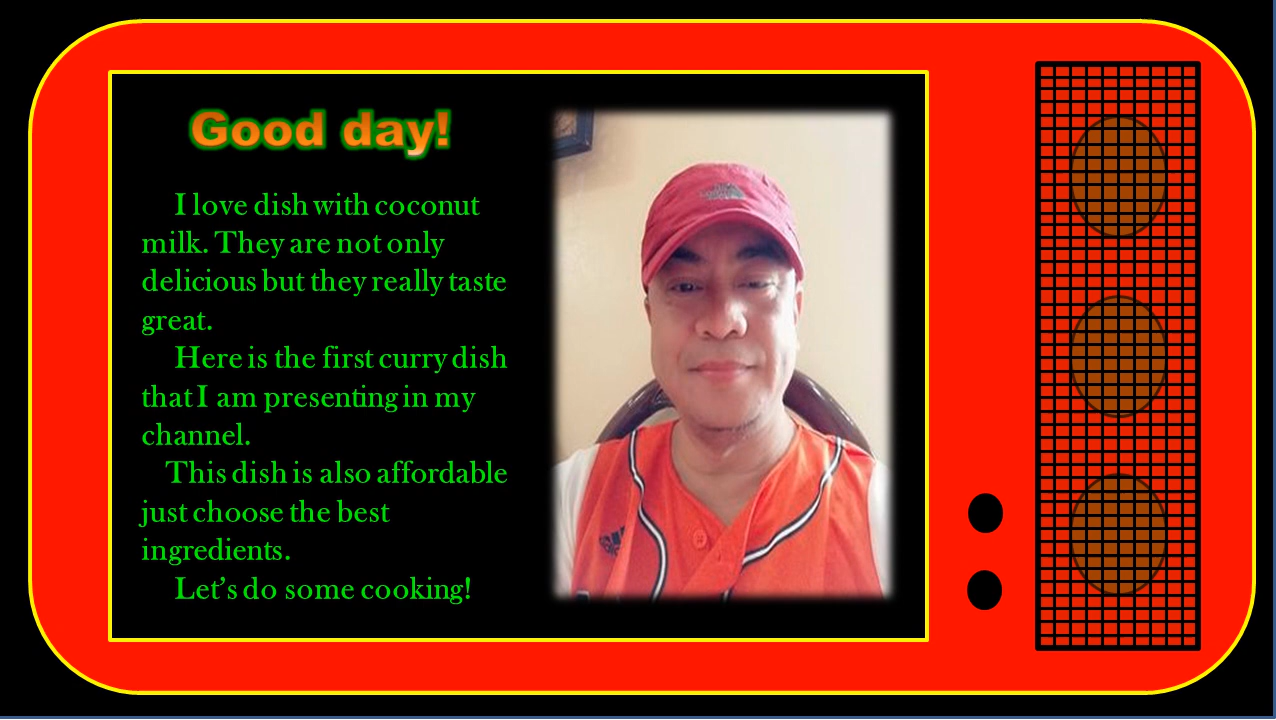 Good day!
I love dish with coconut
milk. They are not only
delicious but they really taste
great.
Here is the first curry dish
that I am presenting in my
channel.
This dish is also affordable
just choose the best
ingredients.
Let's do some cooking!